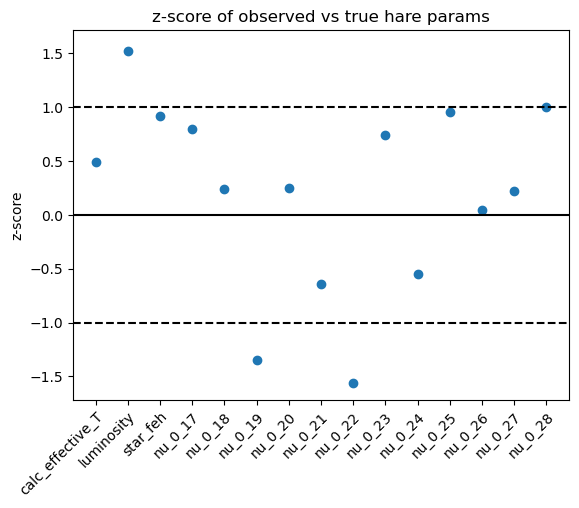 z-score of observed vs true hare params
z-score
1.5
1.0
0.5
0.0
−0.5
−1.0
−1.5
calc_effective_T
luminosity
star_feh
nu_0_17
nu_0_18
nu_0_19
nu_0_20
nu_0_21
nu_0_22
nu_0_23
nu_0_24
nu_0_25
nu_0_26
nu_0_27
nu_0_28